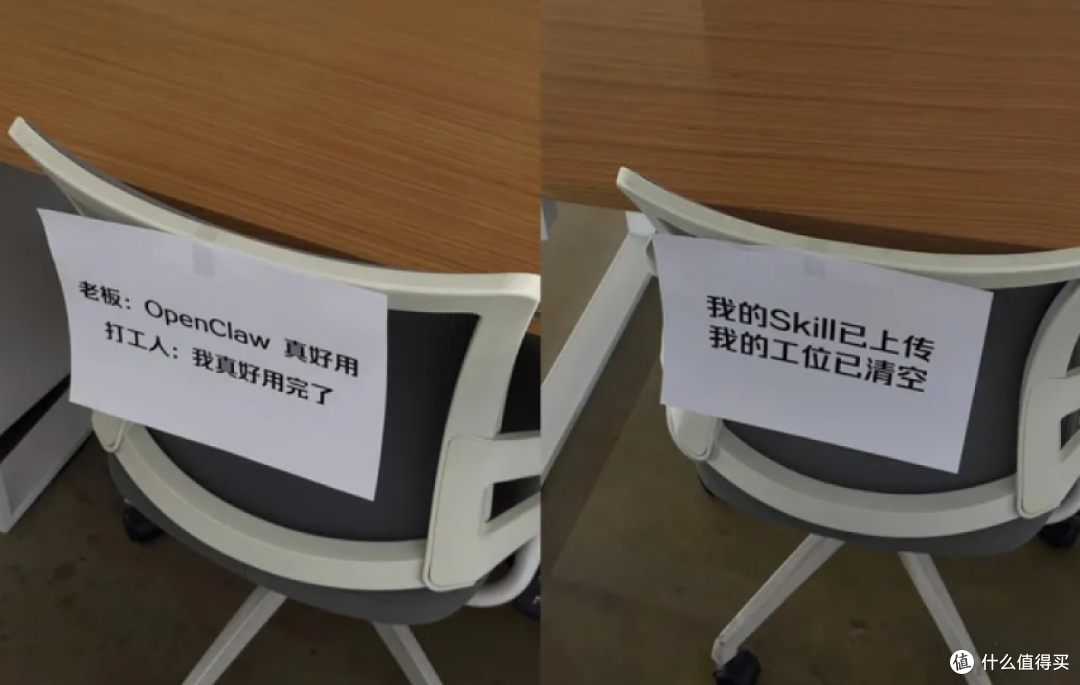 老板：OpenClaw 真好用
打工人：我真好用完了
我的Skill已上传
我的工位已清空
值 什么值得买